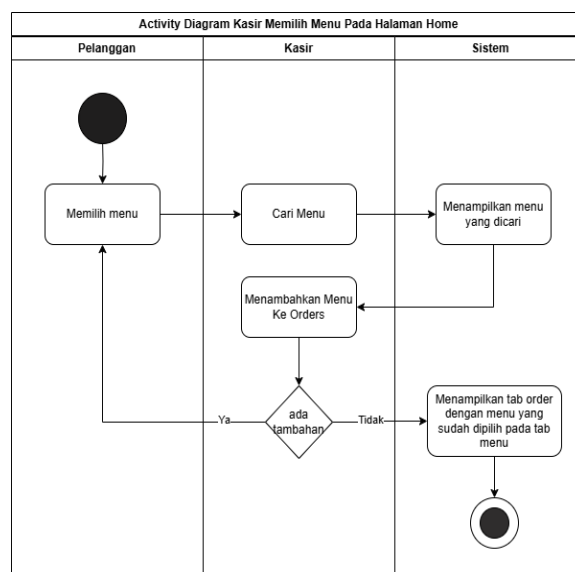 Activity Diagram Kasir Memilih Menu Pada Halaman Home
Pelanggan
Kasir
Sistem
Memilih menu
Cari Menu
Menampilkan menu
yang dicari
Menambahkan Menu
Ke Orders
ada
tambahan
Ya
Tidak
Menampilkan tab order
dengan menu yang
sudah dipilih pada tab
menu